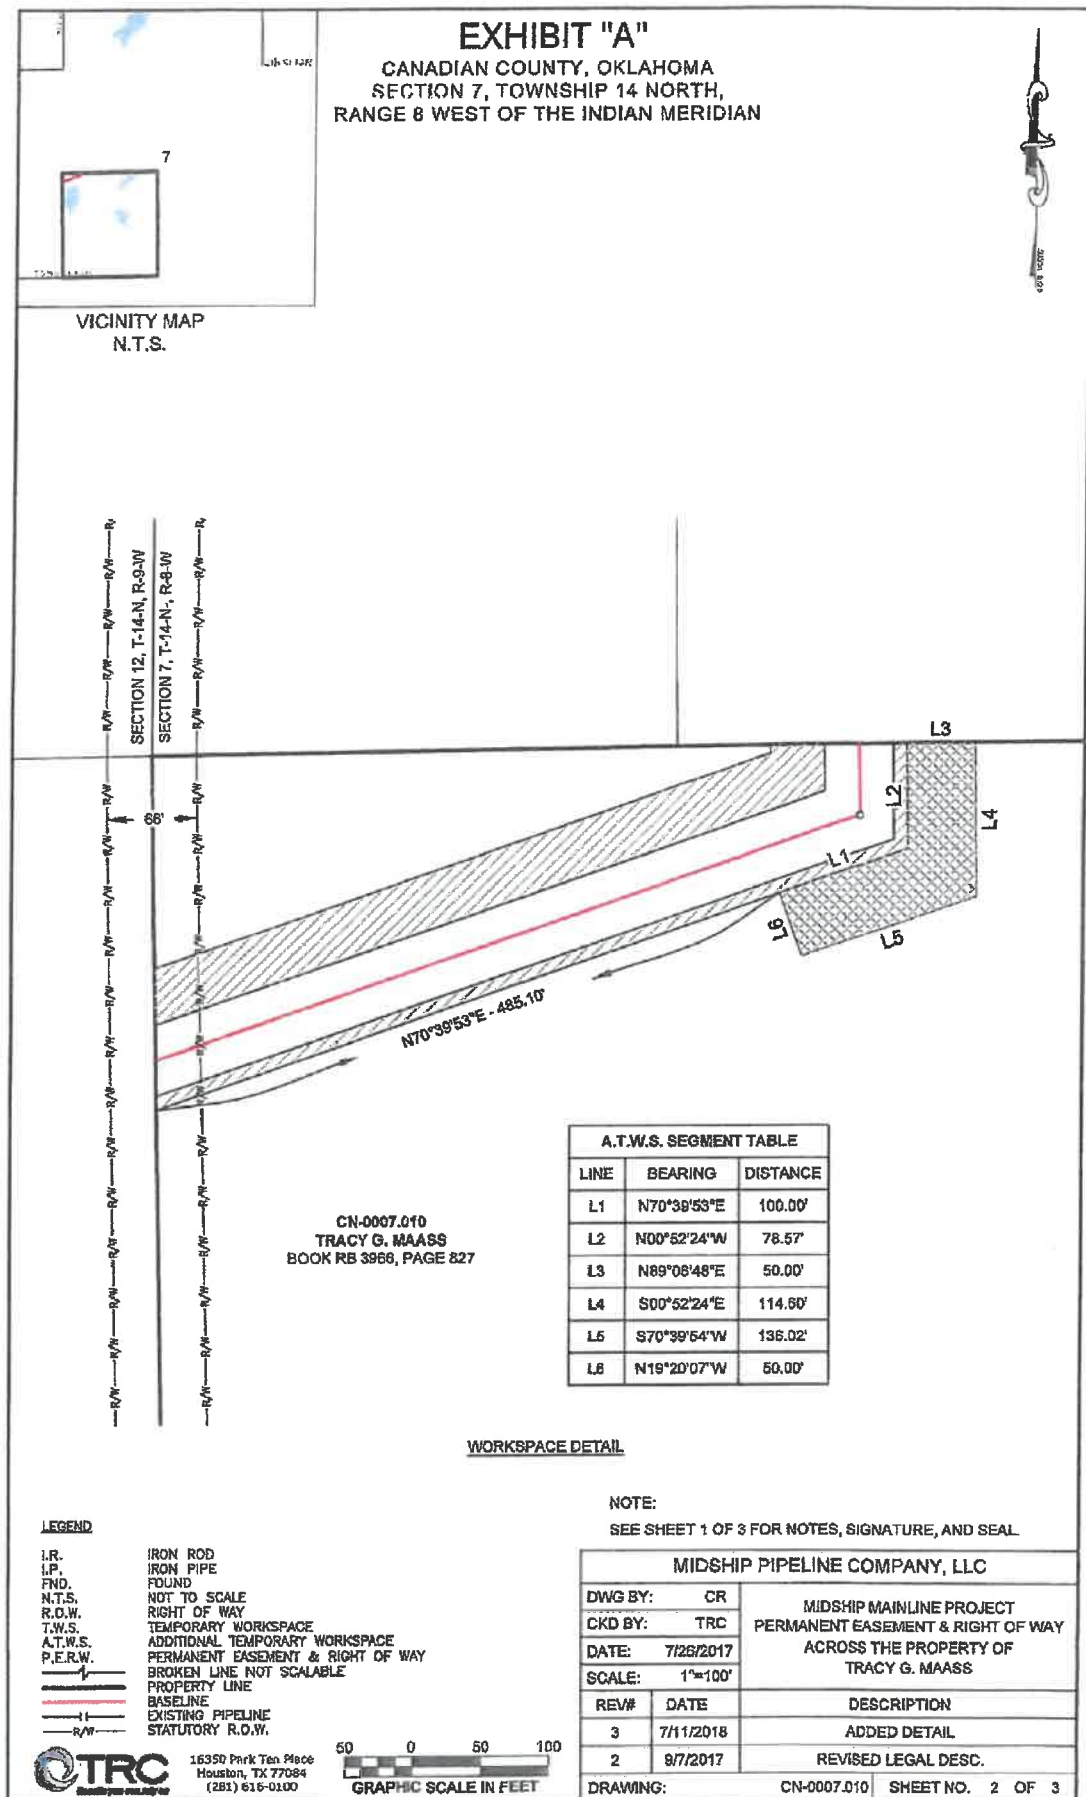 EXHIBIT "A"
CANADIAN COUNTY, OKLAHOMA
SECTION 7, TOWNSHIP 14 NORTH,
RANGE 8 WEST OF THE INDIAN MERIDIAN
7
VICINITY MAP
N.T.S.
SECTION 12, T-14-N, R-9-W
SECTION 7, T-14-N-, R-8-W
R/W
66'
L3
L2
L4
L1
L6
L5
N70°39'53"E - 485.10'
A.T.W.S. SEGMENT TABLE
LINE BEARING DISTANCE
L1 N70°39'53"E 100.00'
L2 N00°52'24"W 78.57'
L3 N89°06'48"E 50.00'
L4 S00°52'24"E 114.60'
L5 S70°39'54"W 136.02'
L6 N19°20'07"W 50.00'
CN-0007.010
TRACY G. MAASS
BOOK RB 3966, PAGE 827
WORKSPACE DETAIL
NOTE:
SEE SHEET 1 OF 3 FOR NOTES, SIGNATURE, AND SEAL
LEGEND
I.R. IRON ROD
I.P. IRON PIPE
FND. FOUND
N.T.S. NOT TO SCALE
R.O.W. RIGHT OF WAY
T.W.S. TEMPORARY WORKSPACE
A.T.W.S. ADDITIONAL TEMPORARY WORKSPACE
P.E.R.W. PERMANENT EASEMENT & RIGHT OF WAY
BROKEN LINE NOT SCALABLE
PROPERTY LINE
BASELINE
EXISTING PIPELINE
R/W STATUTORY R.O.W.
TRC
16350 Park Ten Place
Houston, TX 77084
(281) 616-0100
50 0 50 100
GRAPHIC SCALE IN FEET
MIDSHIP PIPELINE COMPANY, LLC
DWG BY: CR
CKD BY: TRC
DATE: 7/26/2017
SCALE: 1"=100'
MIDSHIP MAINLINE PROJECT
PERMANENT EASEMENT & RIGHT OF WAY
ACROSS THE PROPERTY OF
TRACY G. MAASS
REV# DATE DESCRIPTION
3 7/11/2018 ADDED DETAIL
2 9/7/2017 REVISED LEGAL DESC.
DRAWING: CN-0007.010 SHEET NO. 2 OF 3